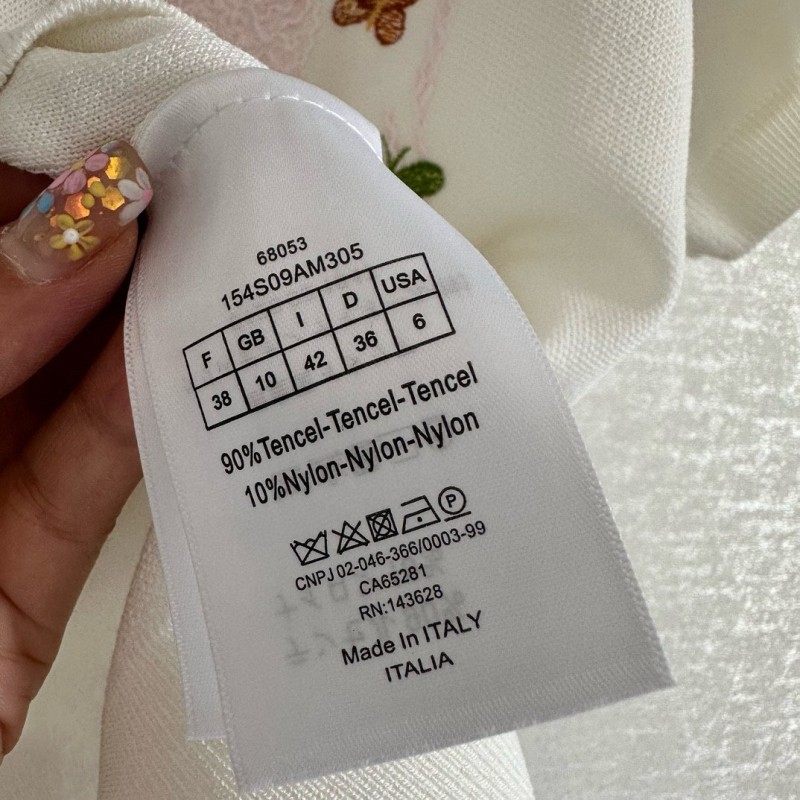 68053
154S09AM305
F GB I D USA
38 10 42 36 6
90%Tencel-Tencel-Tencel
10%Nylon-Nylon-Nylon
P
CNPJ 02-046-366/0003-99
CA65281
RN:143628
Made In ITALY
ITALIA